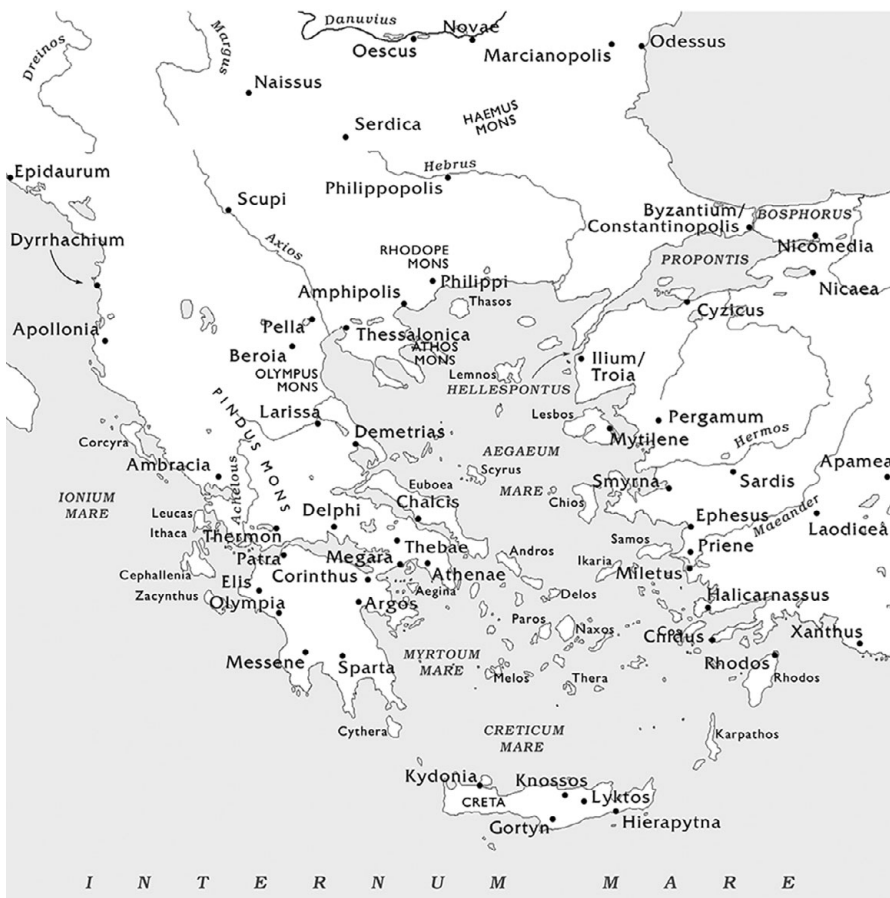 Danuvius
Novae
Oescus
Marcianopolis
Odessus
Dreinos
Margus
Naissus
HAEMUS
MONS
Serdica
Hebrus
Epidaurum
Philippopolis
Scupi
Byzantium/
Constantinopolis
BOSPHORUS
Dyrrhachium
Axios
RHODOPE
MONS
Nicomedia
PROPONTIS
Philippi
Nicaea
Amphipolis
Thasos
Cyzicus
Apollonia
Pella
Thessalonica
Beroia
ATHOS
MONS
Ilium/
Troia
OLYMPUS
MONS
Lemnos
HELLESPONTUS
PINDUS MONS
Larissa
Lesbos
Pergamum
Corcyra
Demetrias
Mytilene
Hermos
AEGAEUM
MARE
Ambracia
Achelous
Scyrus
Smyrna
Sardis
Apamea
IONIUM
MARE
Euboea
Chios
Leucas
Delphi
Chalcis
Maeander
Ithaca
Thermon
Ephesus
Laodicea
Samos
Patra
Megara
Thebae
Andros
Priene
Cephallenia
Elis
Corinthus
Athenae
Ikaria
Miletus
Zacynthus
Olympia
Aegina
Delos
Halicarnassus
Argos
Paros
Naxos
Cos
Cnidus
Xanthus
Messene
Sparta
MYRTOUM
MARE
Melos
Thera
Rhodos
Rhodos
Cythera
CRETICUM
MARE
Karpathos
Kydonia
Knossos
CRETA
Lyktos
Gortyn
Hierapytna
INTERNUM MARE